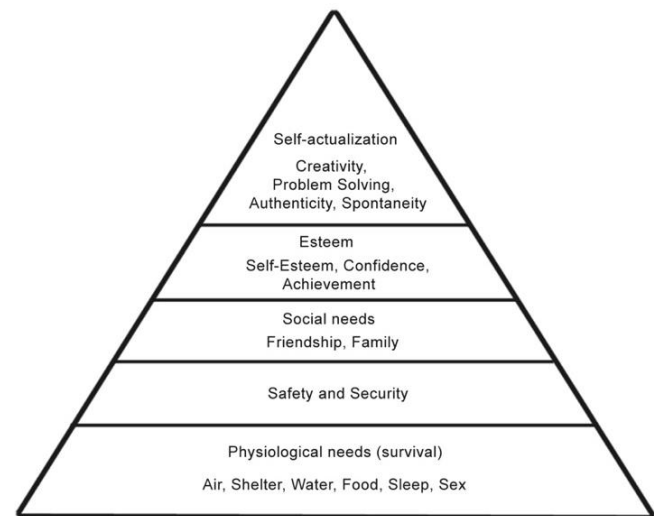 Self-actualization
Creativity,
Problem Solving,
Authenticity, Spontaneity
Esteem
Self-Esteem, Confidence,
Achievement
Social needs
Friendship, Family
Safety and Security
Physiological needs (survival)
Air, Shelter, Water, Food, Sleep, Sex